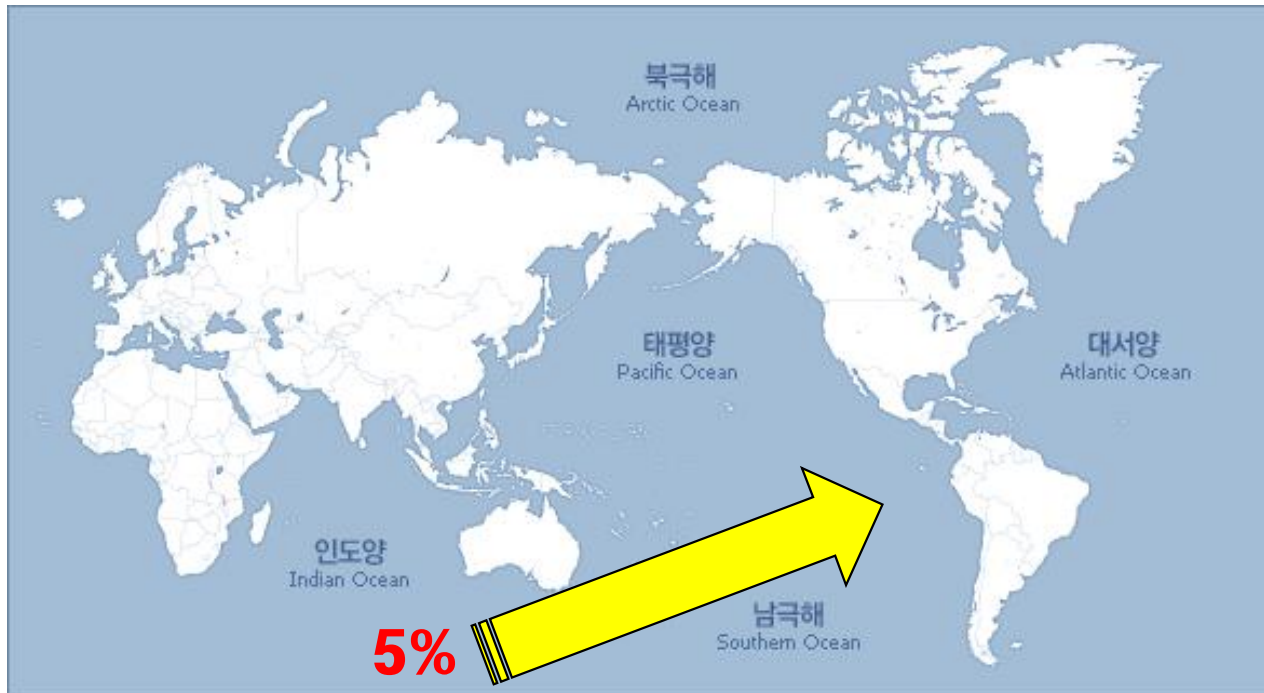 북극해
Arctic Ocean
태평양
Pacific Ocean
대서양
Atlantic Ocean
인도양
Indian Ocean
남극해
Southern Ocean
5%